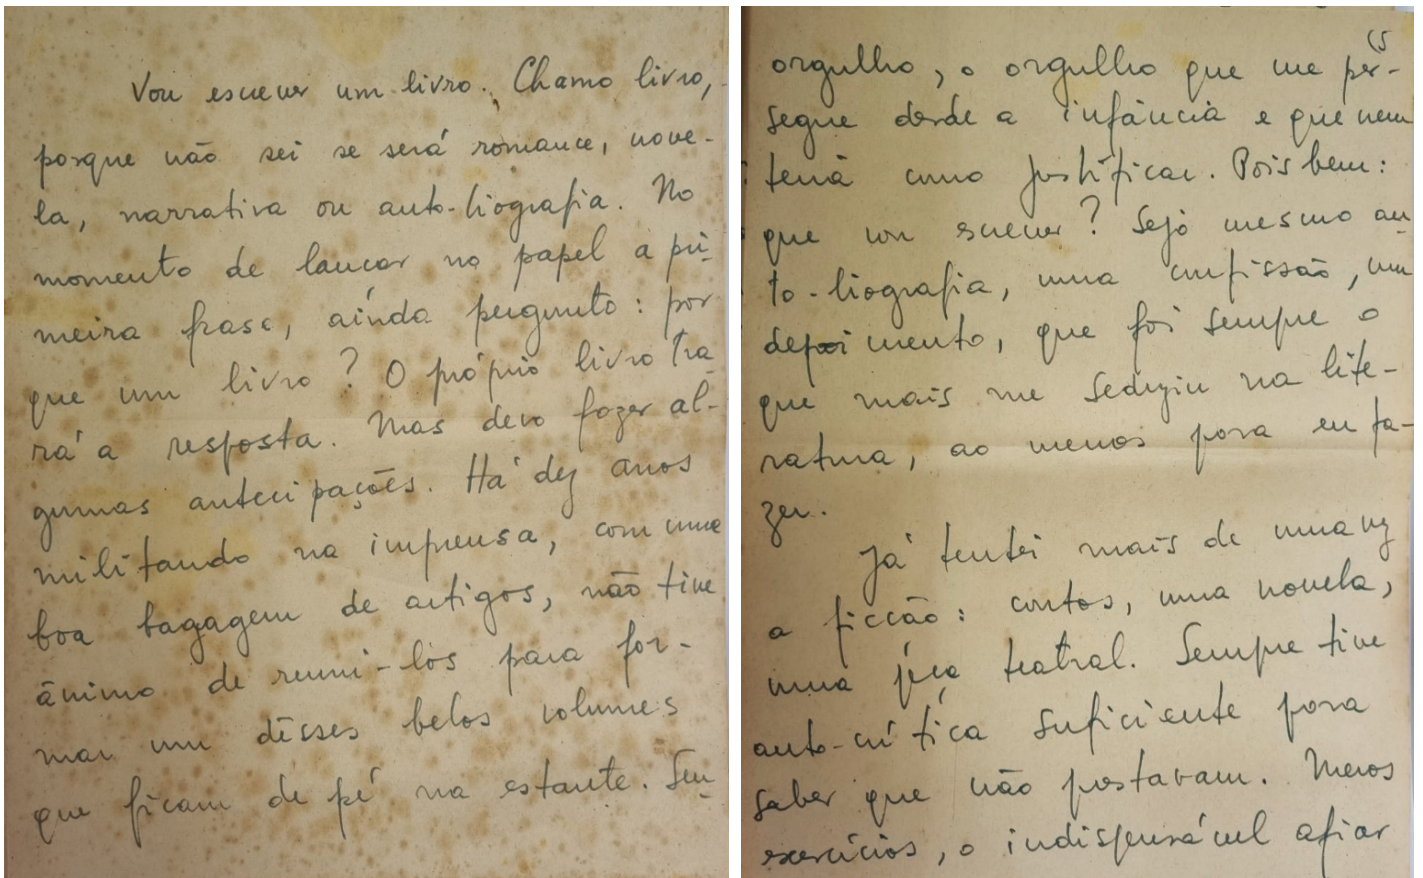 Vou escrever um livro. Chamo livro,
porque não sei se será romance, nove-
la, narrativa ou auto-biografia. No
momento de lançar no papel a pri-
meira frase, ainda pergunto: por
que um livro? O próprio livro tra-
rá a resposta. Mas devo fazer al-
gumas antecipações. Há dez anos
militando na imprensa, com uma
boa bagagem de artigos, não tive
ânimo de reuni-los para for-
mar um dêsses belos volumes
que ficam de pé na estante. Sem-
15
orgulho, o orgulho que me per-
segue desde a infância e que nem
teria como justificar. Pois bem:
que vou escrever? Seja mesmo au-
to-biografia, uma confissão, um
depoimento, que foi sempre o
que mais me seduziu na lite-
ratura, ao menos para eu fa-
zer.
Já tentei mais de uma vez
a ficcão: contos, uma novela,
uma peça teatral. Sempre tive
auto-crítica suficiente para
saber que não prestavam. Meros
exercícios, o indispensável afiar